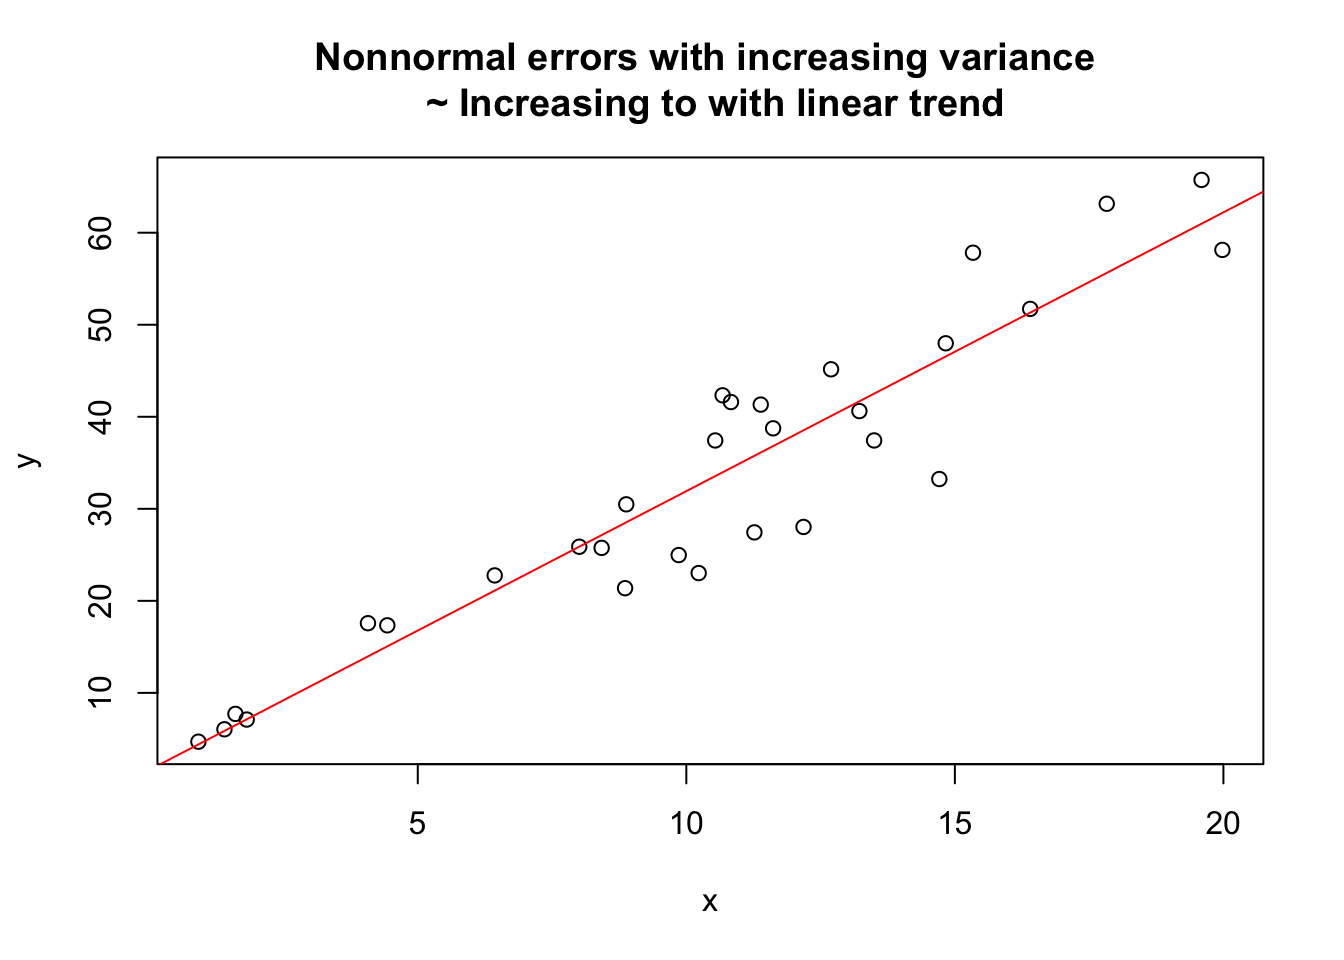 Nonnormal errors with increasing variance
~ Increasing to with linear trend
60
50
40
30
20
10
y
5 10 15 20
x